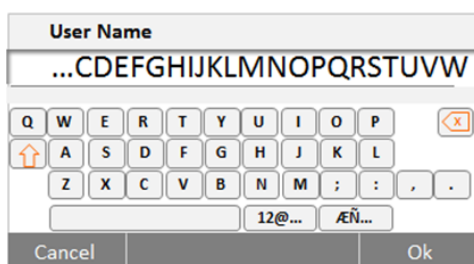 User Name
...CDEFGHIJKLMNOPQRSTUVW
Q W E R T Y U I O P X
A S D F G H J K L
Z X C V B N M ; : , .
12@... ÆÑ...
Cancel Ok